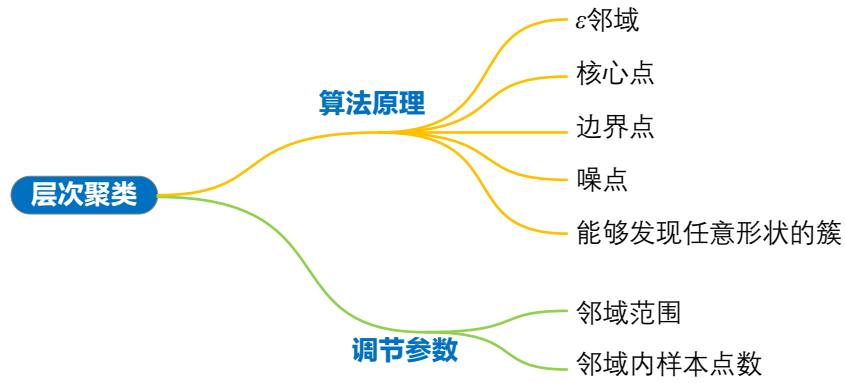 层次聚类
算法原理
ε邻域
核心点
边界点
噪点
能够发现任意形状的簇
调节参数
邻域范围
邻域内样本点数